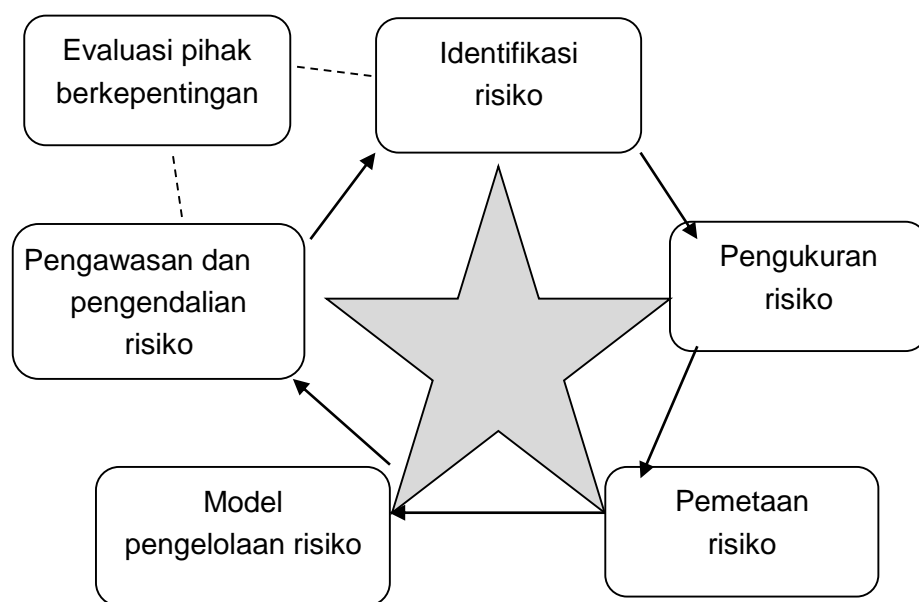 Evaluasi pihak
berkepentingan
Identifikasi
risiko
Pengukuran
risiko
Pemetaan
risiko
Model
pengelolaan risiko
Pengawasan dan
pengendalian
risiko